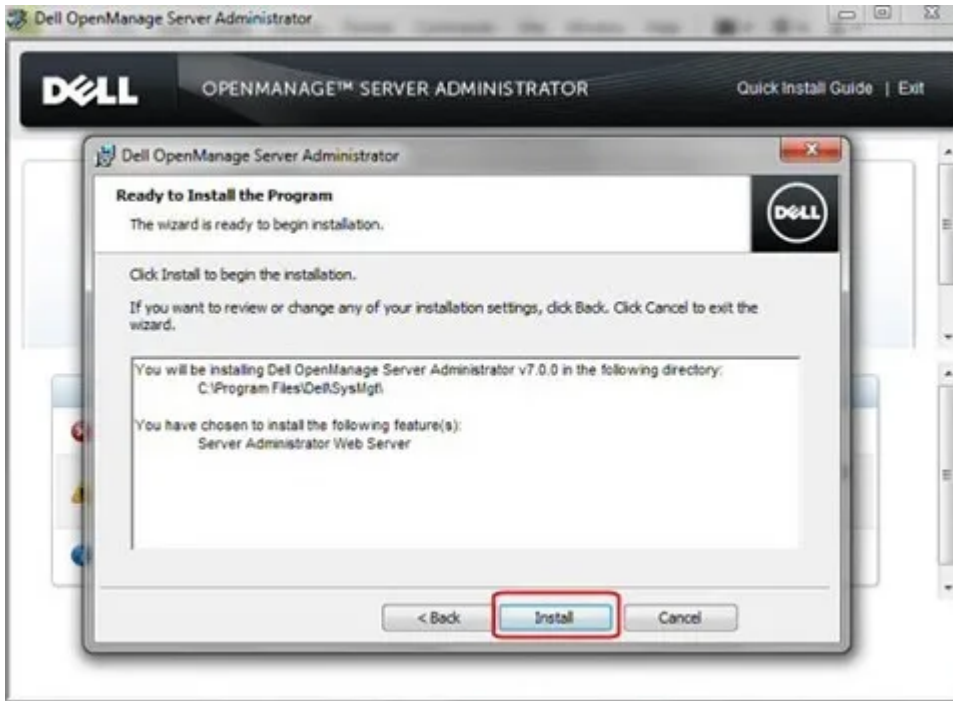 Dell OpenManage Server Administrator
DELL
OPENMANAGE™ SERVER ADMINISTRATOR
Quick Install Guide | Exit
Dell OpenManage Server Administrator
Ready to Install the Program
The wizard is ready to begin installation.
DELL
Click Install to begin the installation.
If you want to review or change any of your installation settings, click Back. Click Cancel to exit the
wizard.
You will be installing Dell OpenManage Server Administrator v7.0.0 in the following directory:
C:\Program Files\Dell\SysMgt\
You have chosen to install the following feature(s):
Server Administrator Web Server
< Back
Install
Cancel